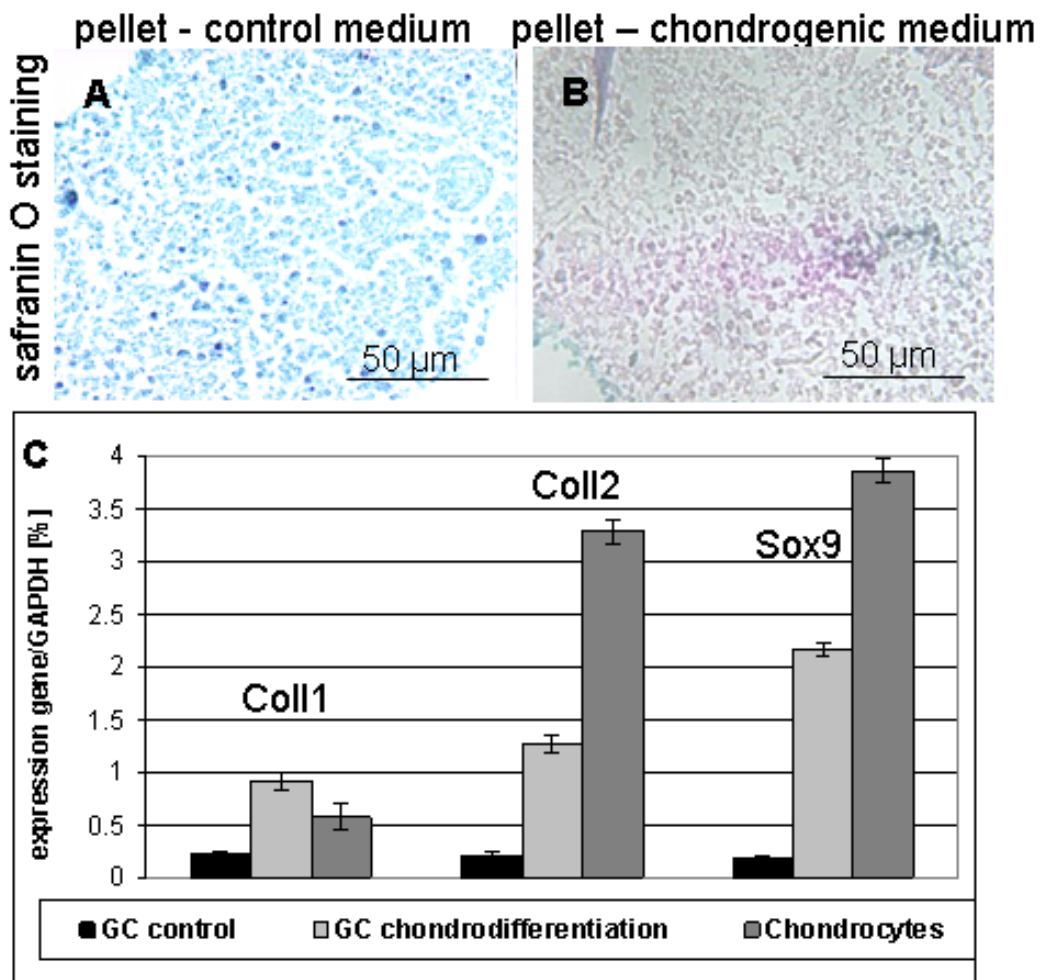 pellet - control medium
pellet – chondrogenic medium
safranin O staining
A
50 µm
B
50 µm
C
expression gene/GAPDH [%]
4
3.5
3
2.5
2
1.5
1
0.5
0
Coll1
Coll2
Sox9
GC control
GC chondrodifferentiation
Chondrocytes